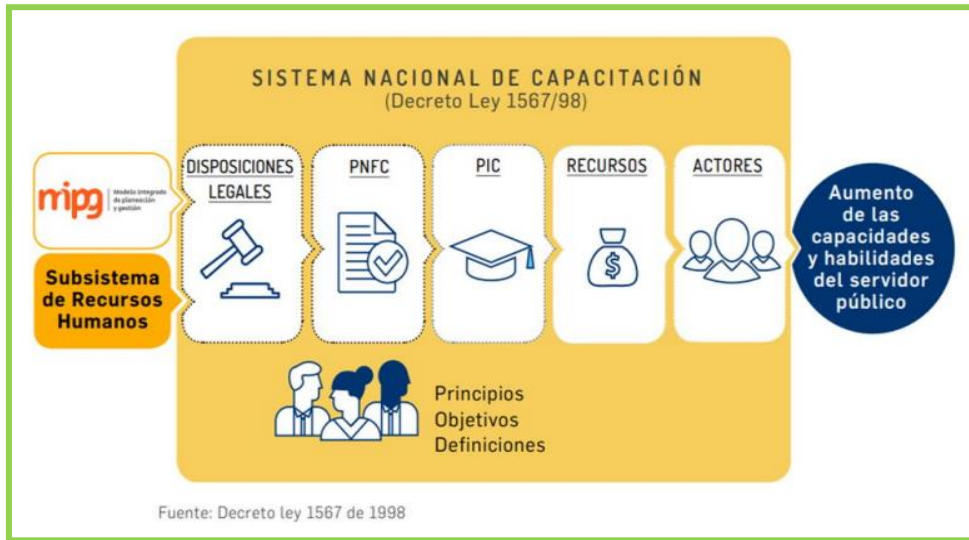 SISTEMA NACIONAL DE CAPACITACIÓN
(Decreto Ley 1567/98)
mipg
Modelo integrado
de planeación
y gestión
Subsistema
de Recursos
Humanos
DISPOSICIONES
LEGALES
PNFC
PIC
RECURSOS
ACTORES
Aumento
de las
capacidades
y habilidades
del servidor
público
Principios
Objetivos
Definiciones
Fuente: Decreto ley 1567 de 1998